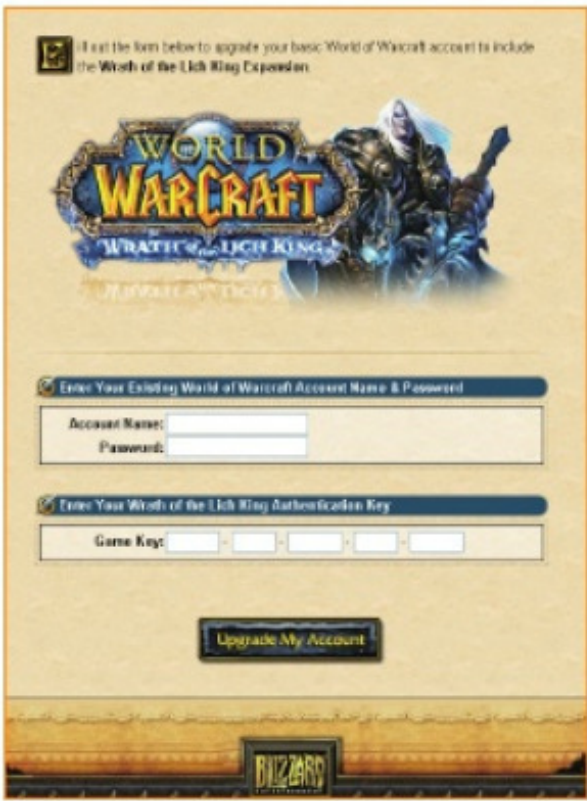 Fill out the form below to upgrade your basic World of Warcraft account to include
the Wrath of the Lich King Expansion.
WORLD
WARCRAFT
WRATH of the LICH KING
Enter Your Existing World of Warcraft Account Name & Password
Account Name:
Password:
Enter Your Wrath of the Lich King Authentication Key
Game Key: - - - -
Upgrade My Account
BLIZZARD
ENTERTAINMENT